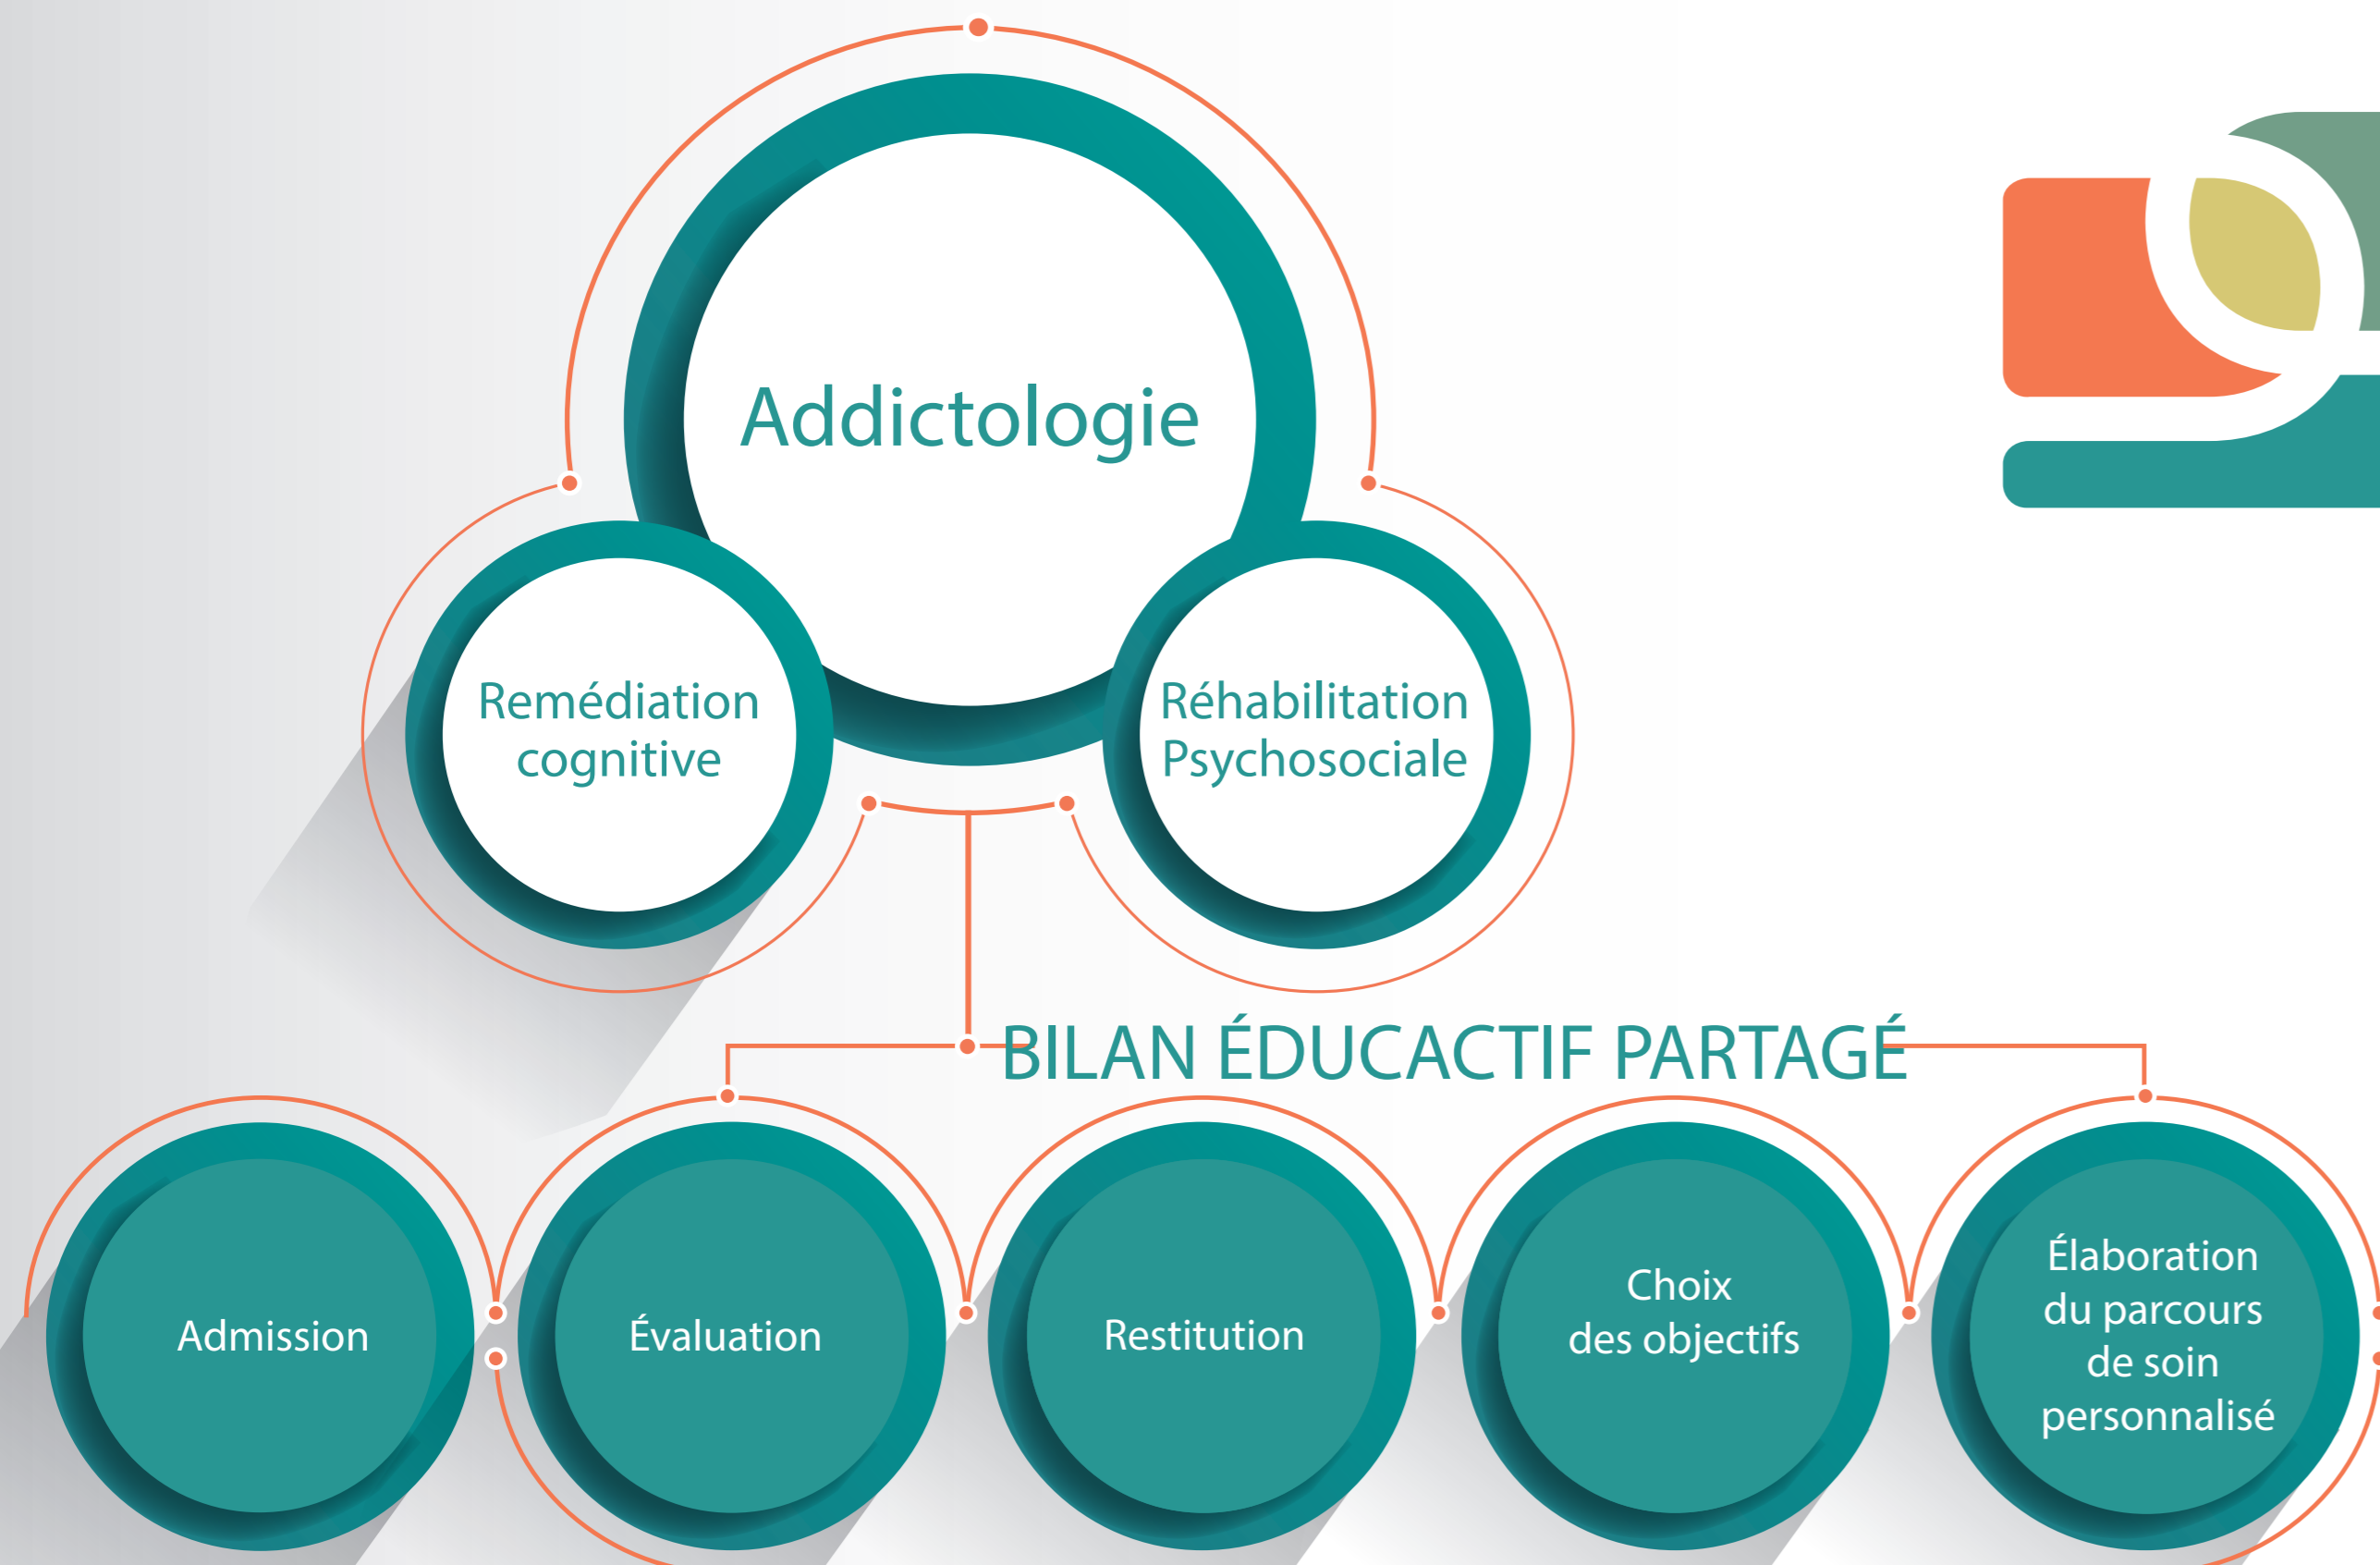 Addictologie
Remédiation
cognitive
Réhabilitation
Psychosociale
BILAN ÉDUCACTIF PARTAGÉ
Admission
Évaluation
Restitution
Choix
des objectifs
Élaboration
du parcours
de soin
personnalisé